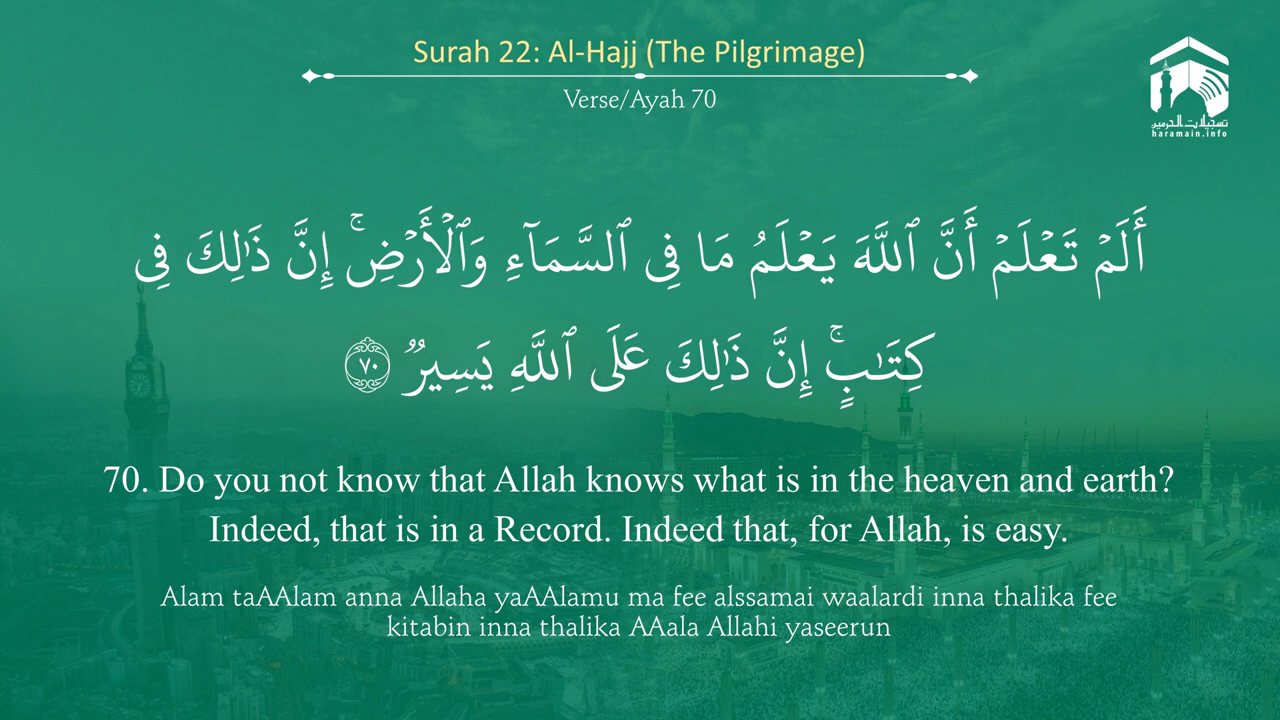 Surah 22: Al-Hajj (The Pilgrimage)
Verse/Ayah 70
تسجيلات الحرمين
haramain.info
أَلَمۡ تَعۡلَمۡ أَنَّ ٱللَّهَ يَعۡلَمُ مَا فِي ٱلسَّمَآءِ وَٱلۡأَرۡضِۚ إِنَّ ذَٰلِكَ فِي
كِتَٰبٍۚ إِنَّ ذَٰلِكَ عَلَى ٱللَّهِ يَسِيرٞ ٧٠
70. Do you not know that Allah knows what is in the heaven and earth?
Indeed, that is in a Record. Indeed that, for Allah, is easy.
Alam taAAlam anna Allaha yaAAlamu ma fee alssamai waalardi inna thalika fee
kitabin inna thalika AAala Allahi yaseerun